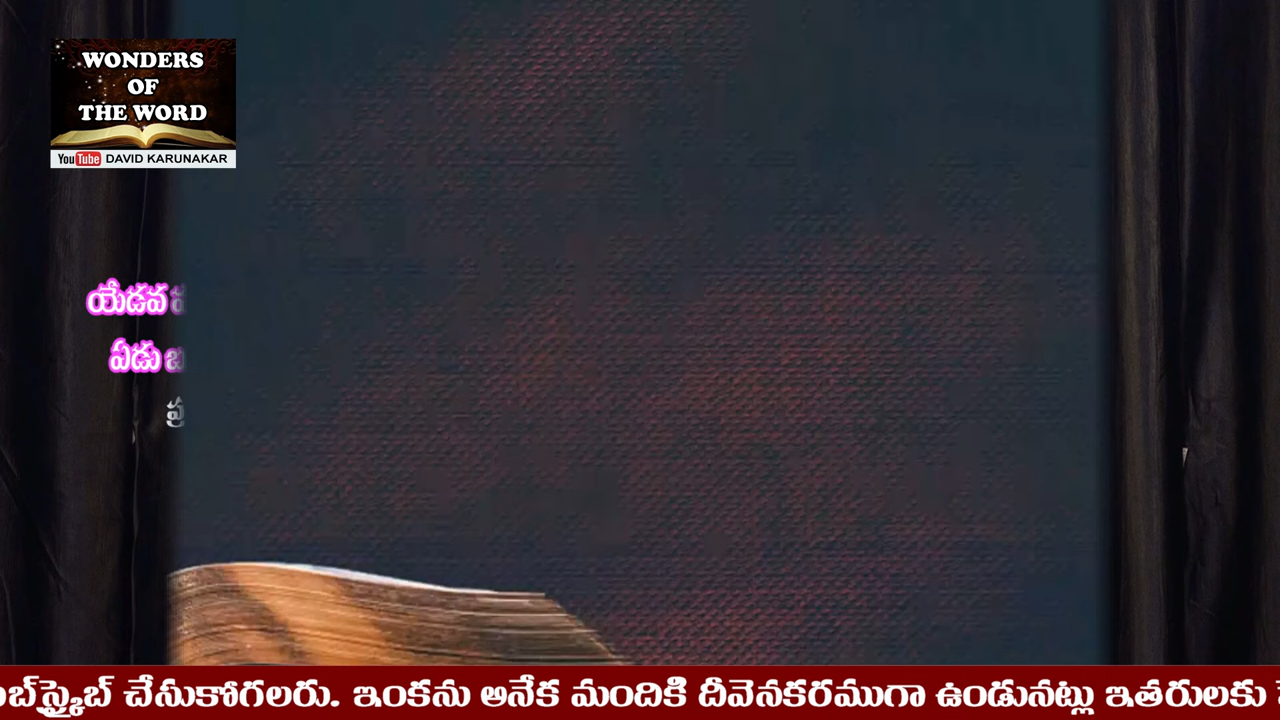 WONDERS
OF
THE WORD
YouTube DAVID KARUNAKAR
యేడవ
ఏడు
చేసుకోగలరు. ఇంకను అనేక మందికి దీవెనకరముగా ఉండునట్లు ఇతరులకు